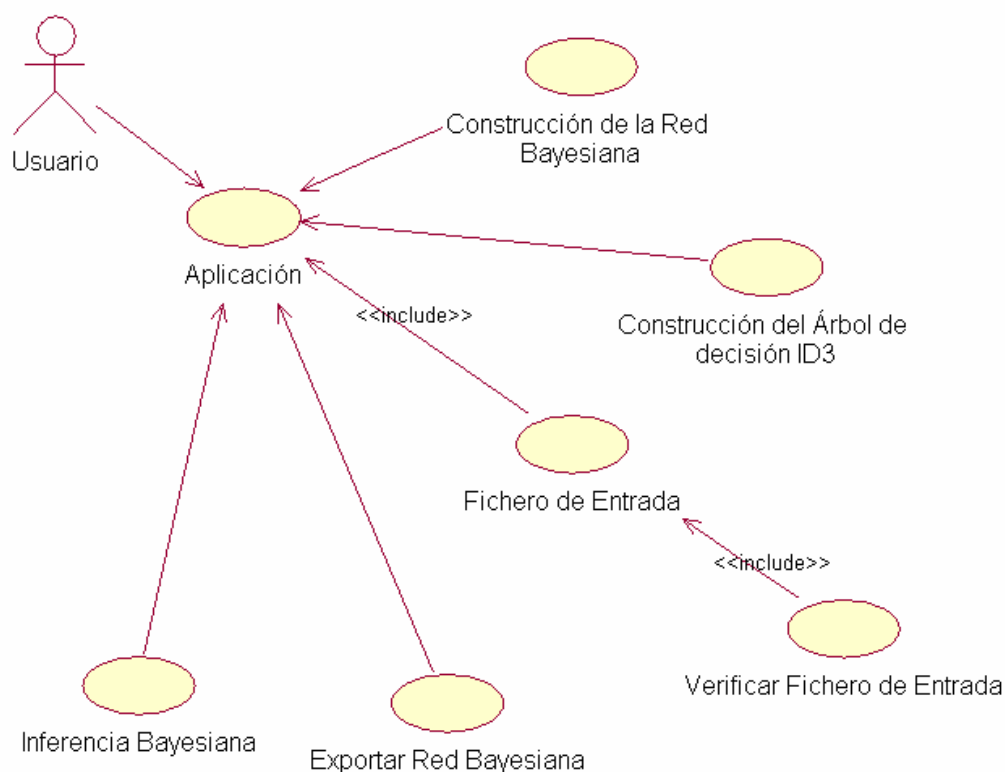 Usuario
Construcción de la Red
Bayesiana
Aplicación
<<include>>
Construcción del Árbol de
decisión ID3
Fichero de Entrada
<<include>>
Verificar Fichero de Entrada
Inferencia Bayesiana
Exportar Red Bayesiana